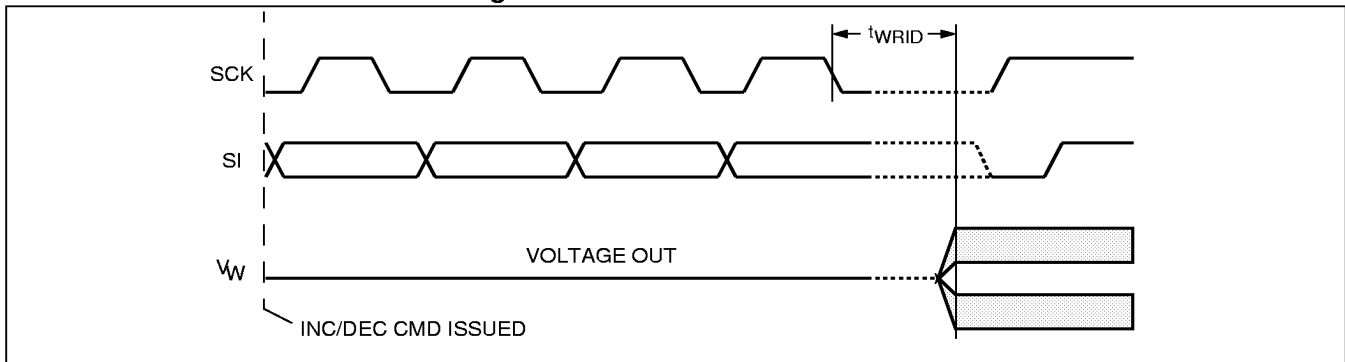 tWRID
SCK
SI
VOLTAGE OUT
VW
INC/DEC CMD ISSUED